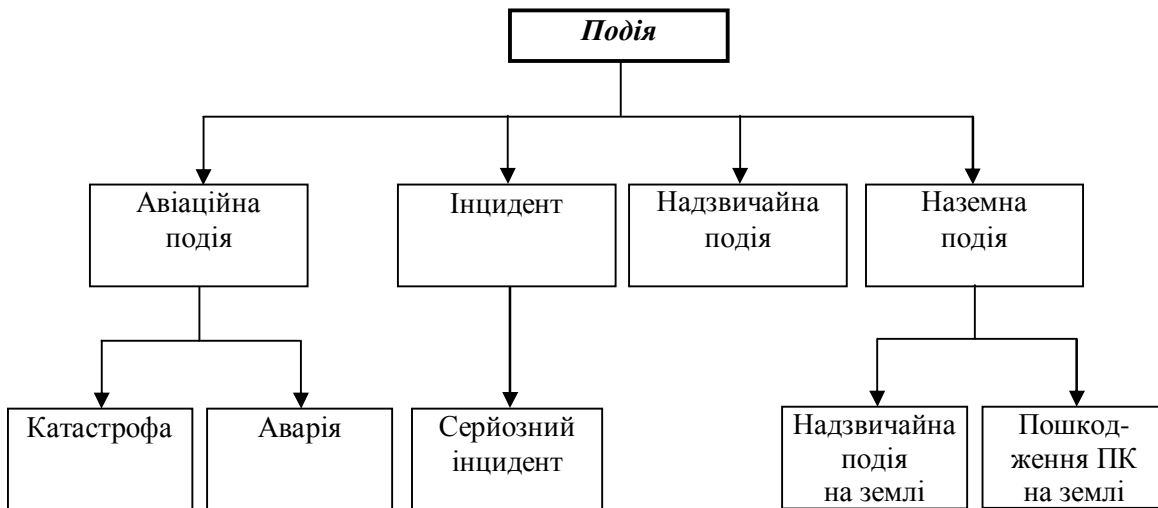 Подія
Авіаційна
подія
Інцидент
Надзвичайна
подія
Наземна
подія
Катастрофа
Аварія
Серйозний
інцидент
Надзвичайна
подія
на землі
Пошкод-
ження ПК
на землі